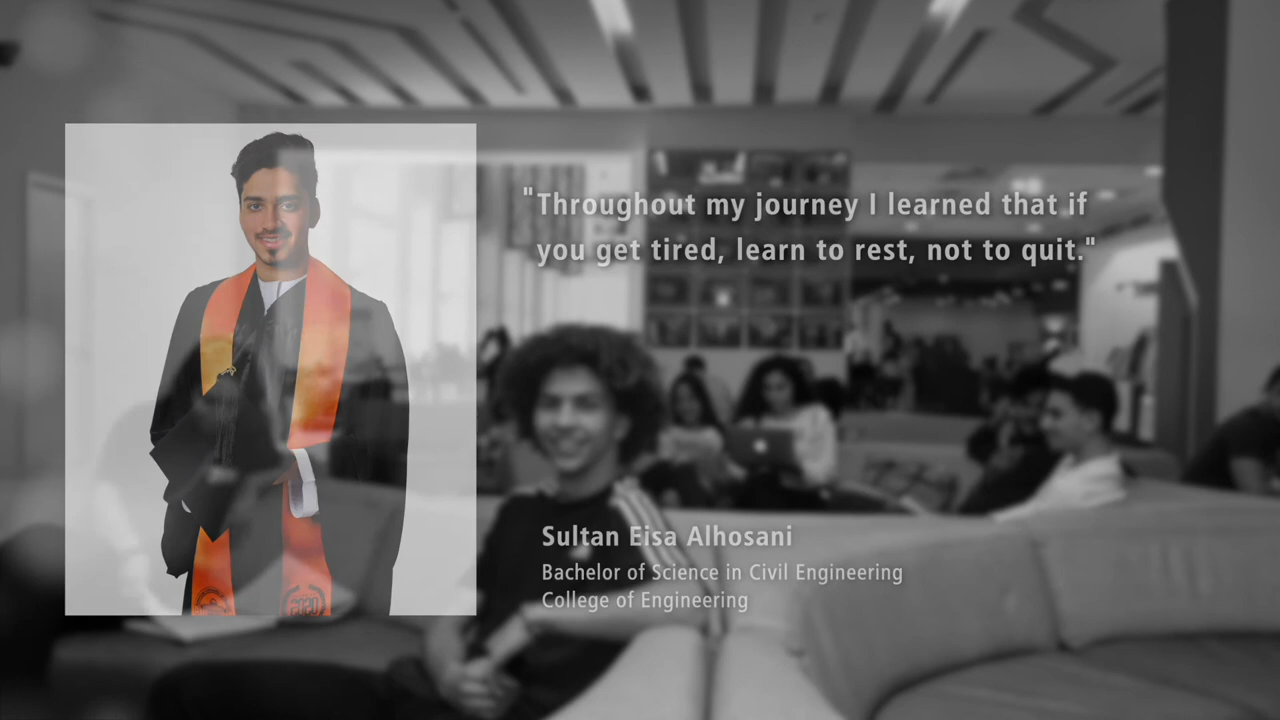 "Throughout my journey I learned that if
you get tired, learn to rest, not to quit."
Sultan Eisa Alhosani
Bachelor of Science in Civil Engineering
College of Engineering
2020